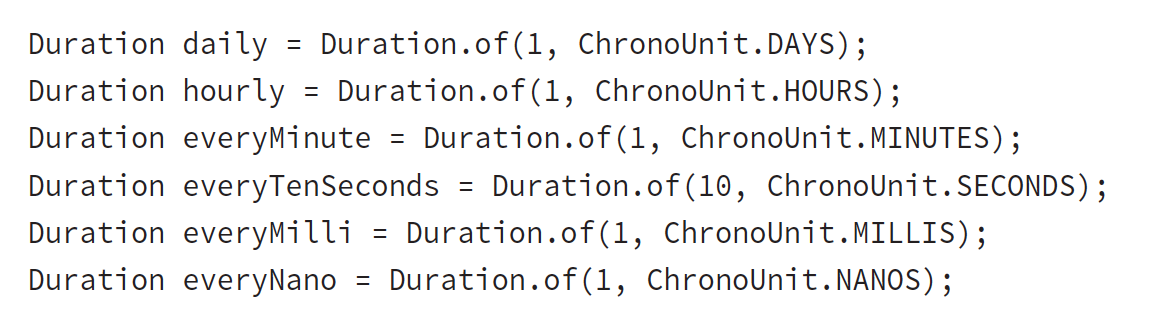 Duration daily = Duration.of(1, ChronoUnit.DAYS);
Duration hourly = Duration.of(1, ChronoUnit.HOURS);
Duration everyMinute = Duration.of(1, ChronoUnit.MINUTES);
Duration everyTenSeconds = Duration.of(10, ChronoUnit.SECONDS);
Duration everyMilli = Duration.of(1, ChronoUnit.MILLIS);
Duration everyNano = Duration.of(1, ChronoUnit.NANOS);